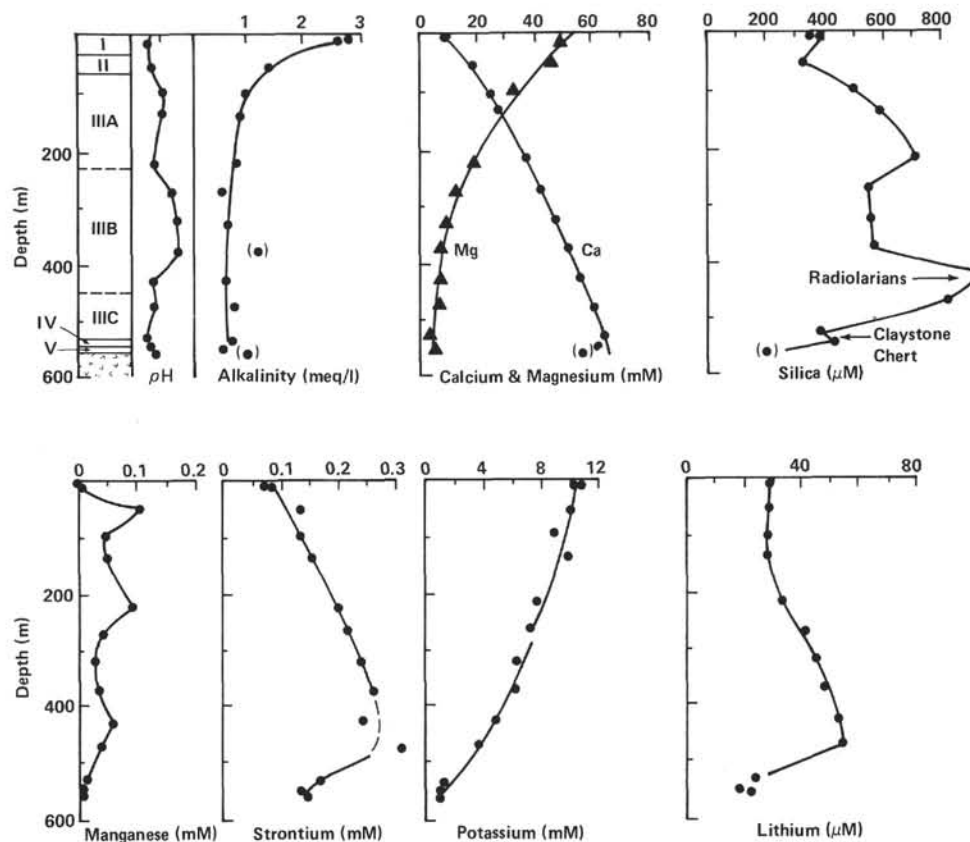 1 2 3
0 20 40 60 80
0 200 400 600 800
I
II
IIIA
IIIB
IIIC
IV
V
200
400
600
Depth (m)
pH
Alkalinity (meq/l)
( )
( )
Mg
Ca
( )
Calcium & Magnesium (mM)
Radiolarians
Claystone
Chert
( )
Silica (μM)
0 0.1 0.2
0 0.1 0.2 0.3
0 4 8 12
0 40 80
200
400
600
Depth (m)
Manganese (mM)
Strontium (mM)
Potassium (mM)
Lithium (μM)